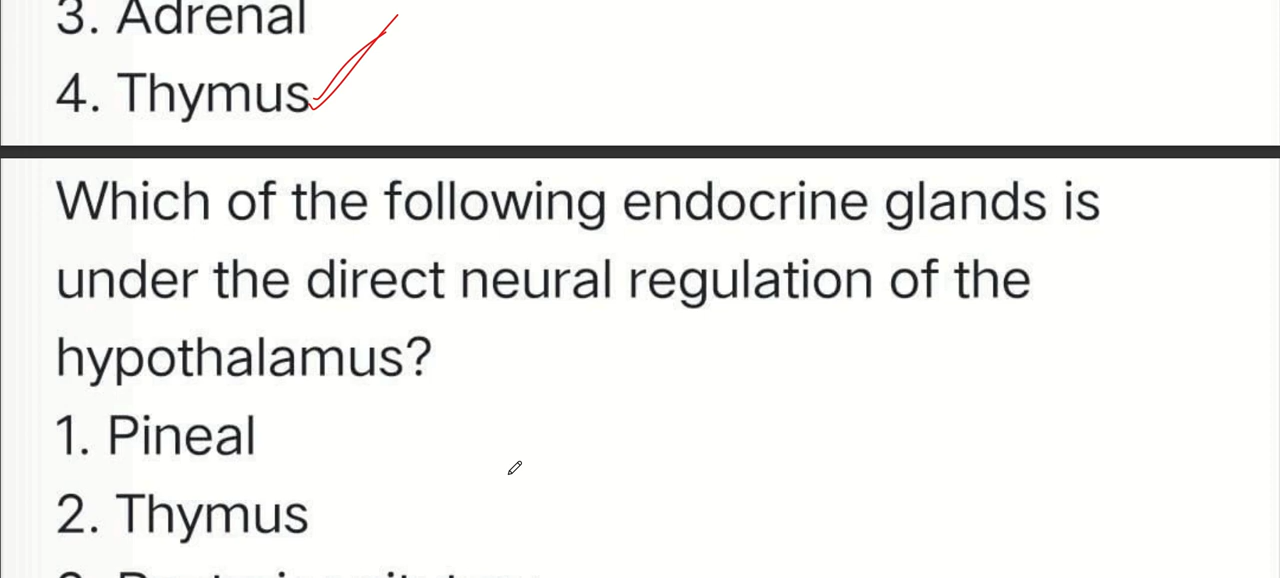 3. Adrenal
4. Thymus
Which of the following endocrine glands is
under the direct neural regulation of the
hypothalamus?
1. Pineal
2. Thymus